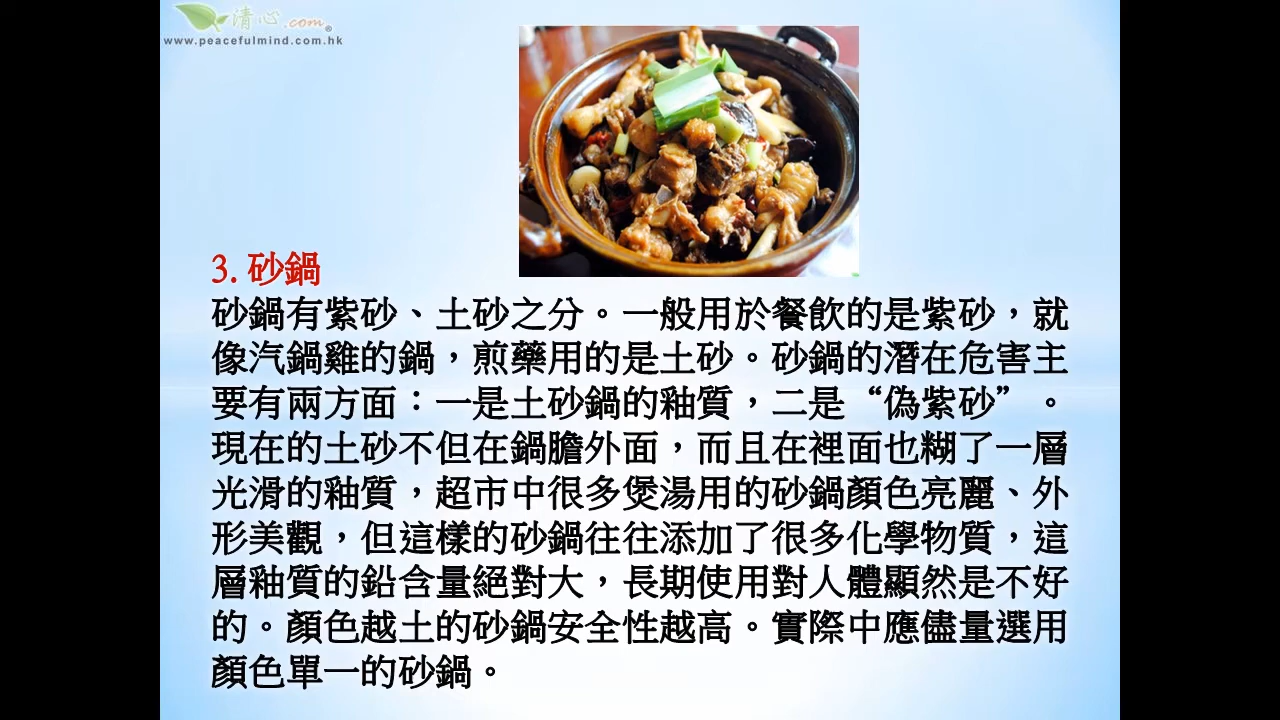 清心.com®
www.peacefulmind.com.hk
3. 砂鍋
砂鍋有紫砂、土砂之分。一般用於餐飲的是紫砂，就
像汽鍋雞的鍋，煎藥用的是土砂。砂鍋的潛在危害主
要有兩方面：一是土砂鍋的釉質，二是“偽紫砂”。
現在的土砂不但在鍋膽外面，而且在裡面也糊了一層
光滑的釉質，超市中很多煲湯用的砂鍋顏色亮麗、外
形美觀，但這樣的砂鍋往往添加了很多化學物質，這
層釉質的鉛含量絕對大，長期使用對人體顯然是不好
的。顏色越土的砂鍋安全性越高。實際中應儘量選用
顏色單一的砂鍋。